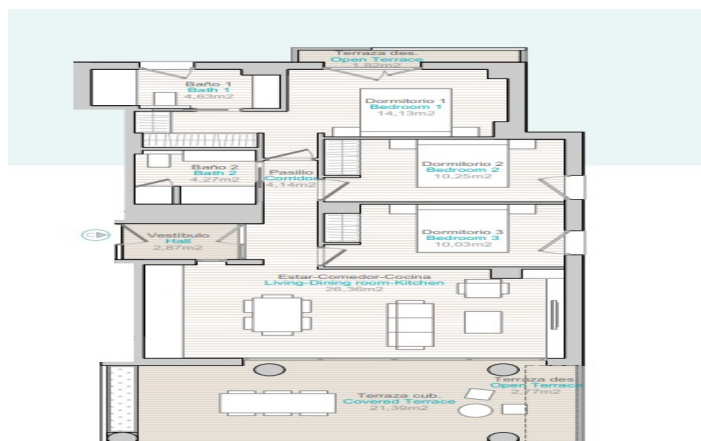 Terraza des.
Open Terrace
1,82m2
Baño 1
Bath 1
4,63m2
Dormitorio 1
Bedroom 1
14,13m2
Baño 2
Bath 2
4,27m2
Pasillo
Corridor
4,14m2
Dormitorio 2
Bedroom 2
10,25m2
Vestíbulo
Hall
2,87m2
Dormitorio 3
Bedroom 3
10,03m2
Estar-Comedor-Cocina
Living-Dining room-Kitchen
26,36m2
Terraza cub.
Covered Terrace
21,39m2
Terraza des.
Open Terrace
2,77m2